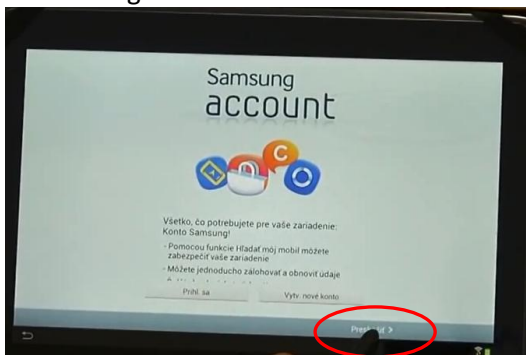 Samsung
account
Všetko, čo potrebujete pre vaše zariadenie:
Konto Samsung!
- Pomocou funkcie Hľadať môj mobil môžete
zabezpečiť vaše zariadenie
- Môžete jednoducho zálohovať a obnoviť údaje
Prihl. sa
Vytv. nové konto